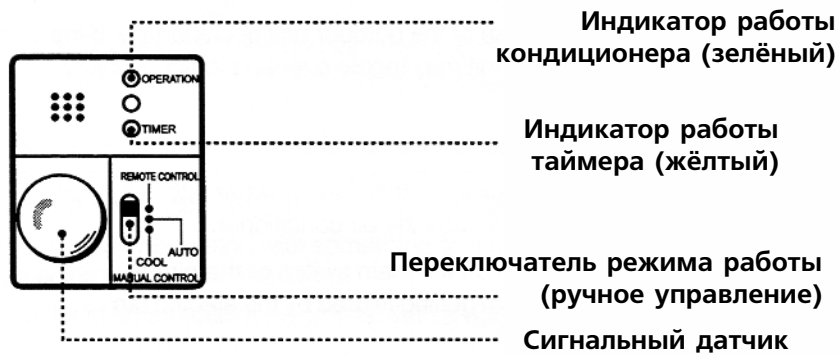 Индикатор работы
кондиционера (зелёный)
OPERATION
TIMER
Индикатор работы
таймера (жёлтый)
REMOTE CONTROL
AUTO
COOL
MANUAL CONTROL
Переключатель режима работы
(ручное управление)
Сигнальный датчик